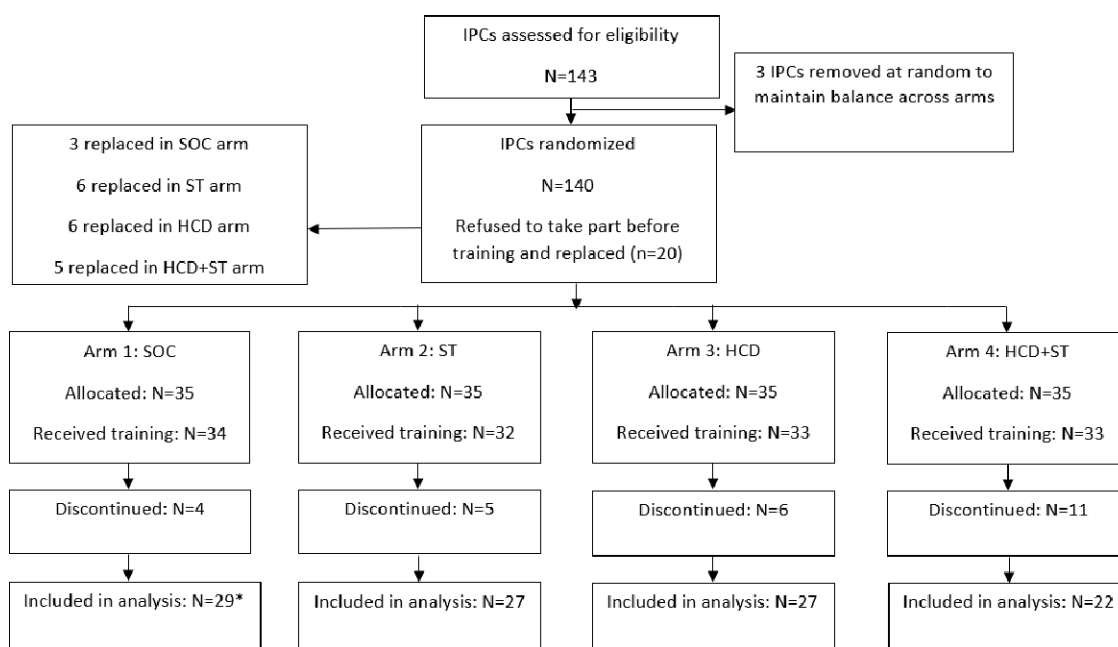 IPCs assessed for eligibility
N=143
3 IPCs removed at random to
maintain balance across arms
3 replaced in SOC arm
6 replaced in ST arm
6 replaced in HCD arm
5 replaced in HCD+ST arm
IPCs randomized
N=140
Refused to take part before
training and replaced (n=20)
Arm 1: SOC
Allocated: N=35
Received training: N=34
Arm 2: ST
Allocated: N=35
Received training: N=32
Arm 3: HCD
Allocated: N=35
Received training: N=33
Arm 4: HCD+ST
Allocated: N=35
Received training: N=33
Discontinued: N=4
Discontinued: N=5
Discontinued: N=6
Discontinued: N=11
Included in analysis: N=29*
Included in analysis: N=27
Included in analysis: N=27
Included in analysis: N=22